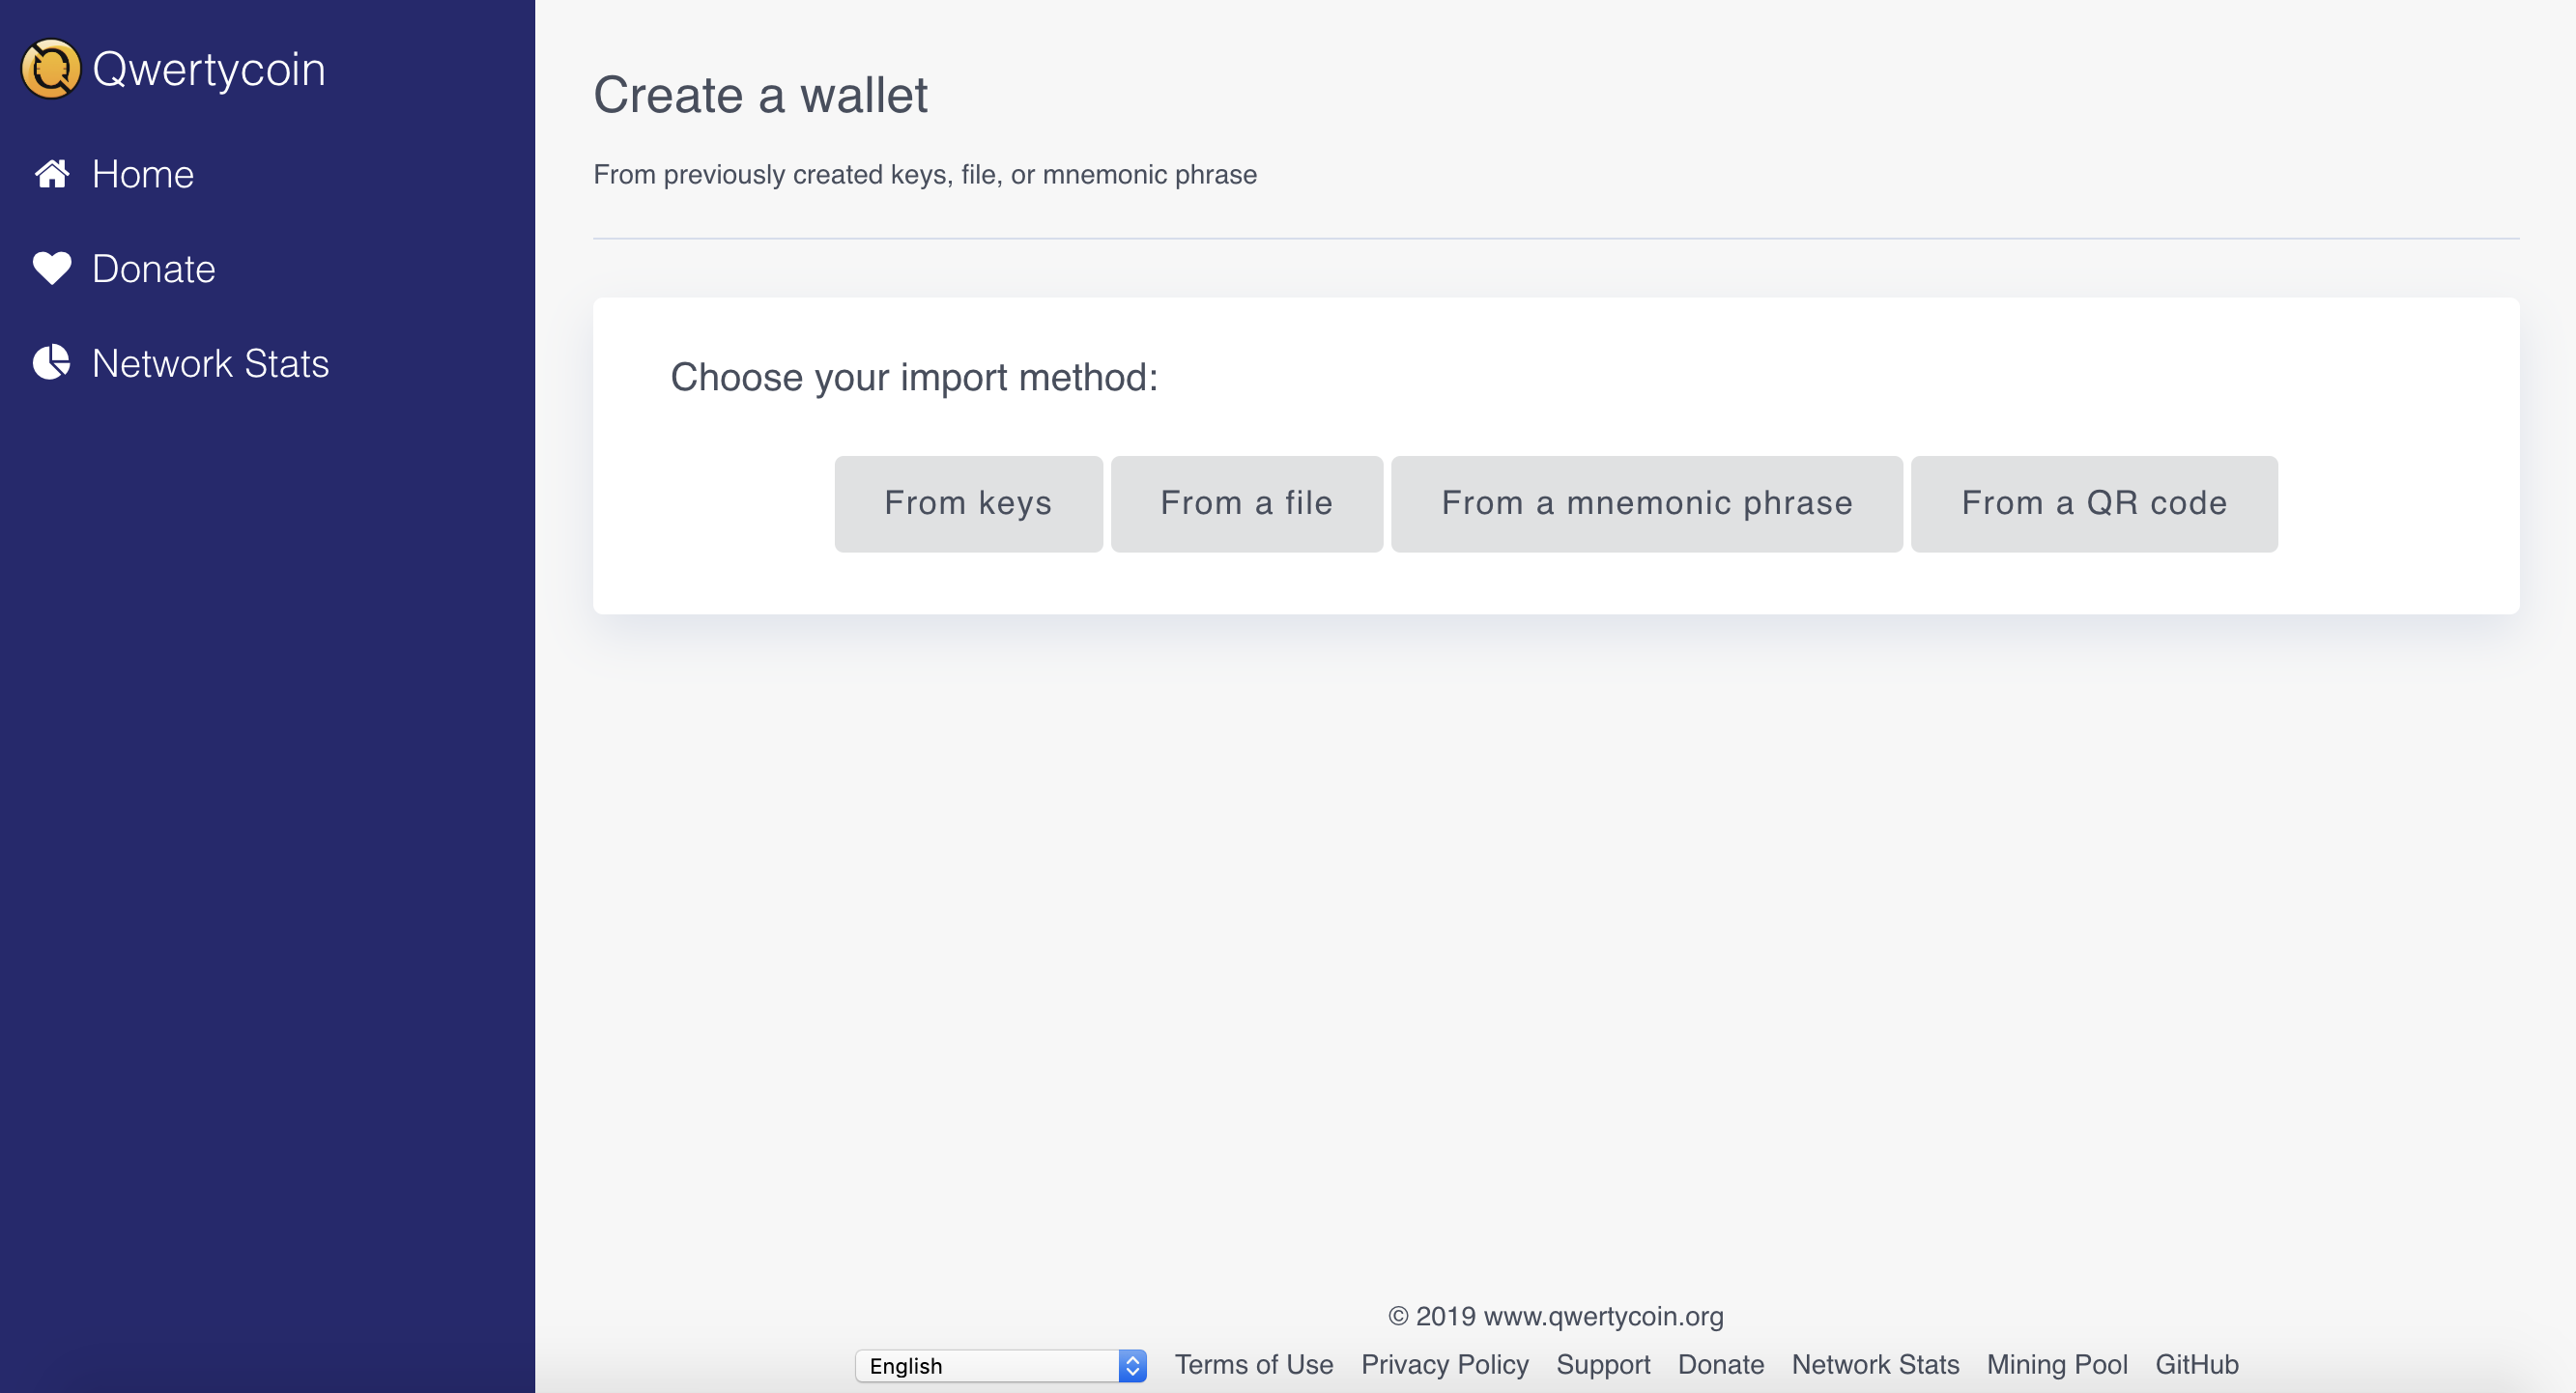 Qwertycoin
Home
Donate
Network Stats
Create a wallet
From previously created keys, file, or mnemonic phrase
Choose your import method:
From keys From a file From a mnemonic phrase From a QR code
© 2019 www.qwertycoin.org
English Terms of Use Privacy Policy Support Donate Network Stats Mining Pool GitHub